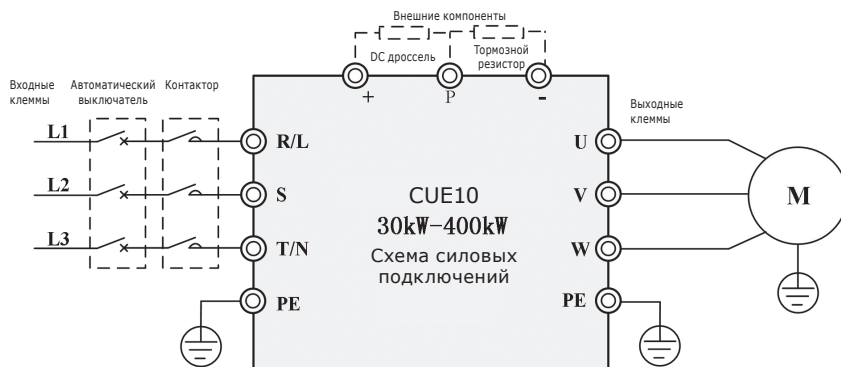 Внешние компоненты
DC дроссель
Тормозной
резистор
+
P
-
Входные
клеммы
Автоматический
выключатель
Контактор
Выходные
клеммы
L1
R/L
U
L2
S
V
L3
T/N
W
PE
PE
CUE10
30kW-400kW
Схема силовых
подключений
M